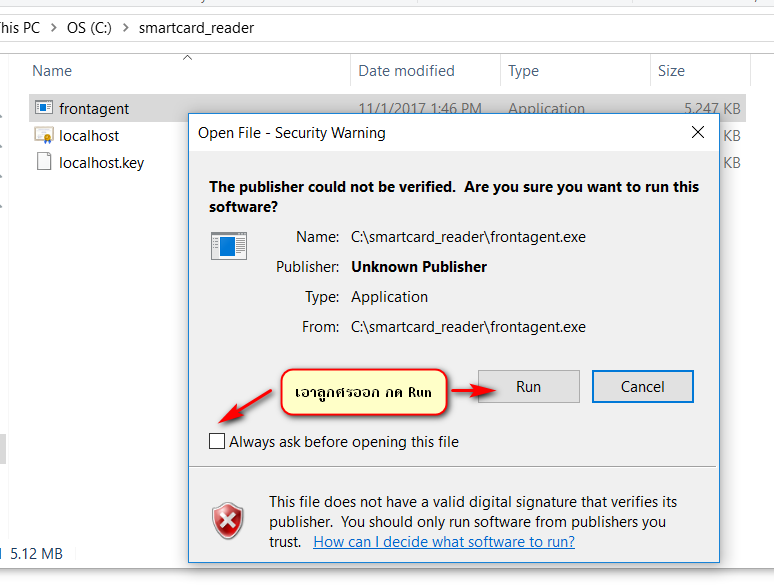 This PC > OS (C:) > smartcard_reader
Name Date modified Type Size
frontagent 11/1/2017 1:46 PM Application 5,247 KB
localhost KB
localhost.key KB
Open File - Security Warning
The publisher could not be verified. Are you sure you want to run this
software?
Name: C:\smartcard_reader\frontagent.exe
Publisher: Unknown Publisher
Type: Application
From: C:\smartcard_reader\frontagent.exe
เอาลูกศรออก กด Run
Run Cancel
Always ask before opening this file
This file does not have a valid digital signature that verifies its
publisher. You should only run software from publishers you
trust. How can I decide what software to run?
5.12 MB